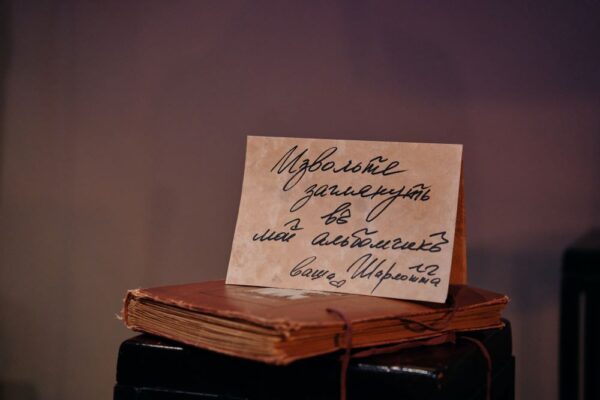 Извольте
заглянуть
въ
мой альбомчикъ
ваша Шарлотта